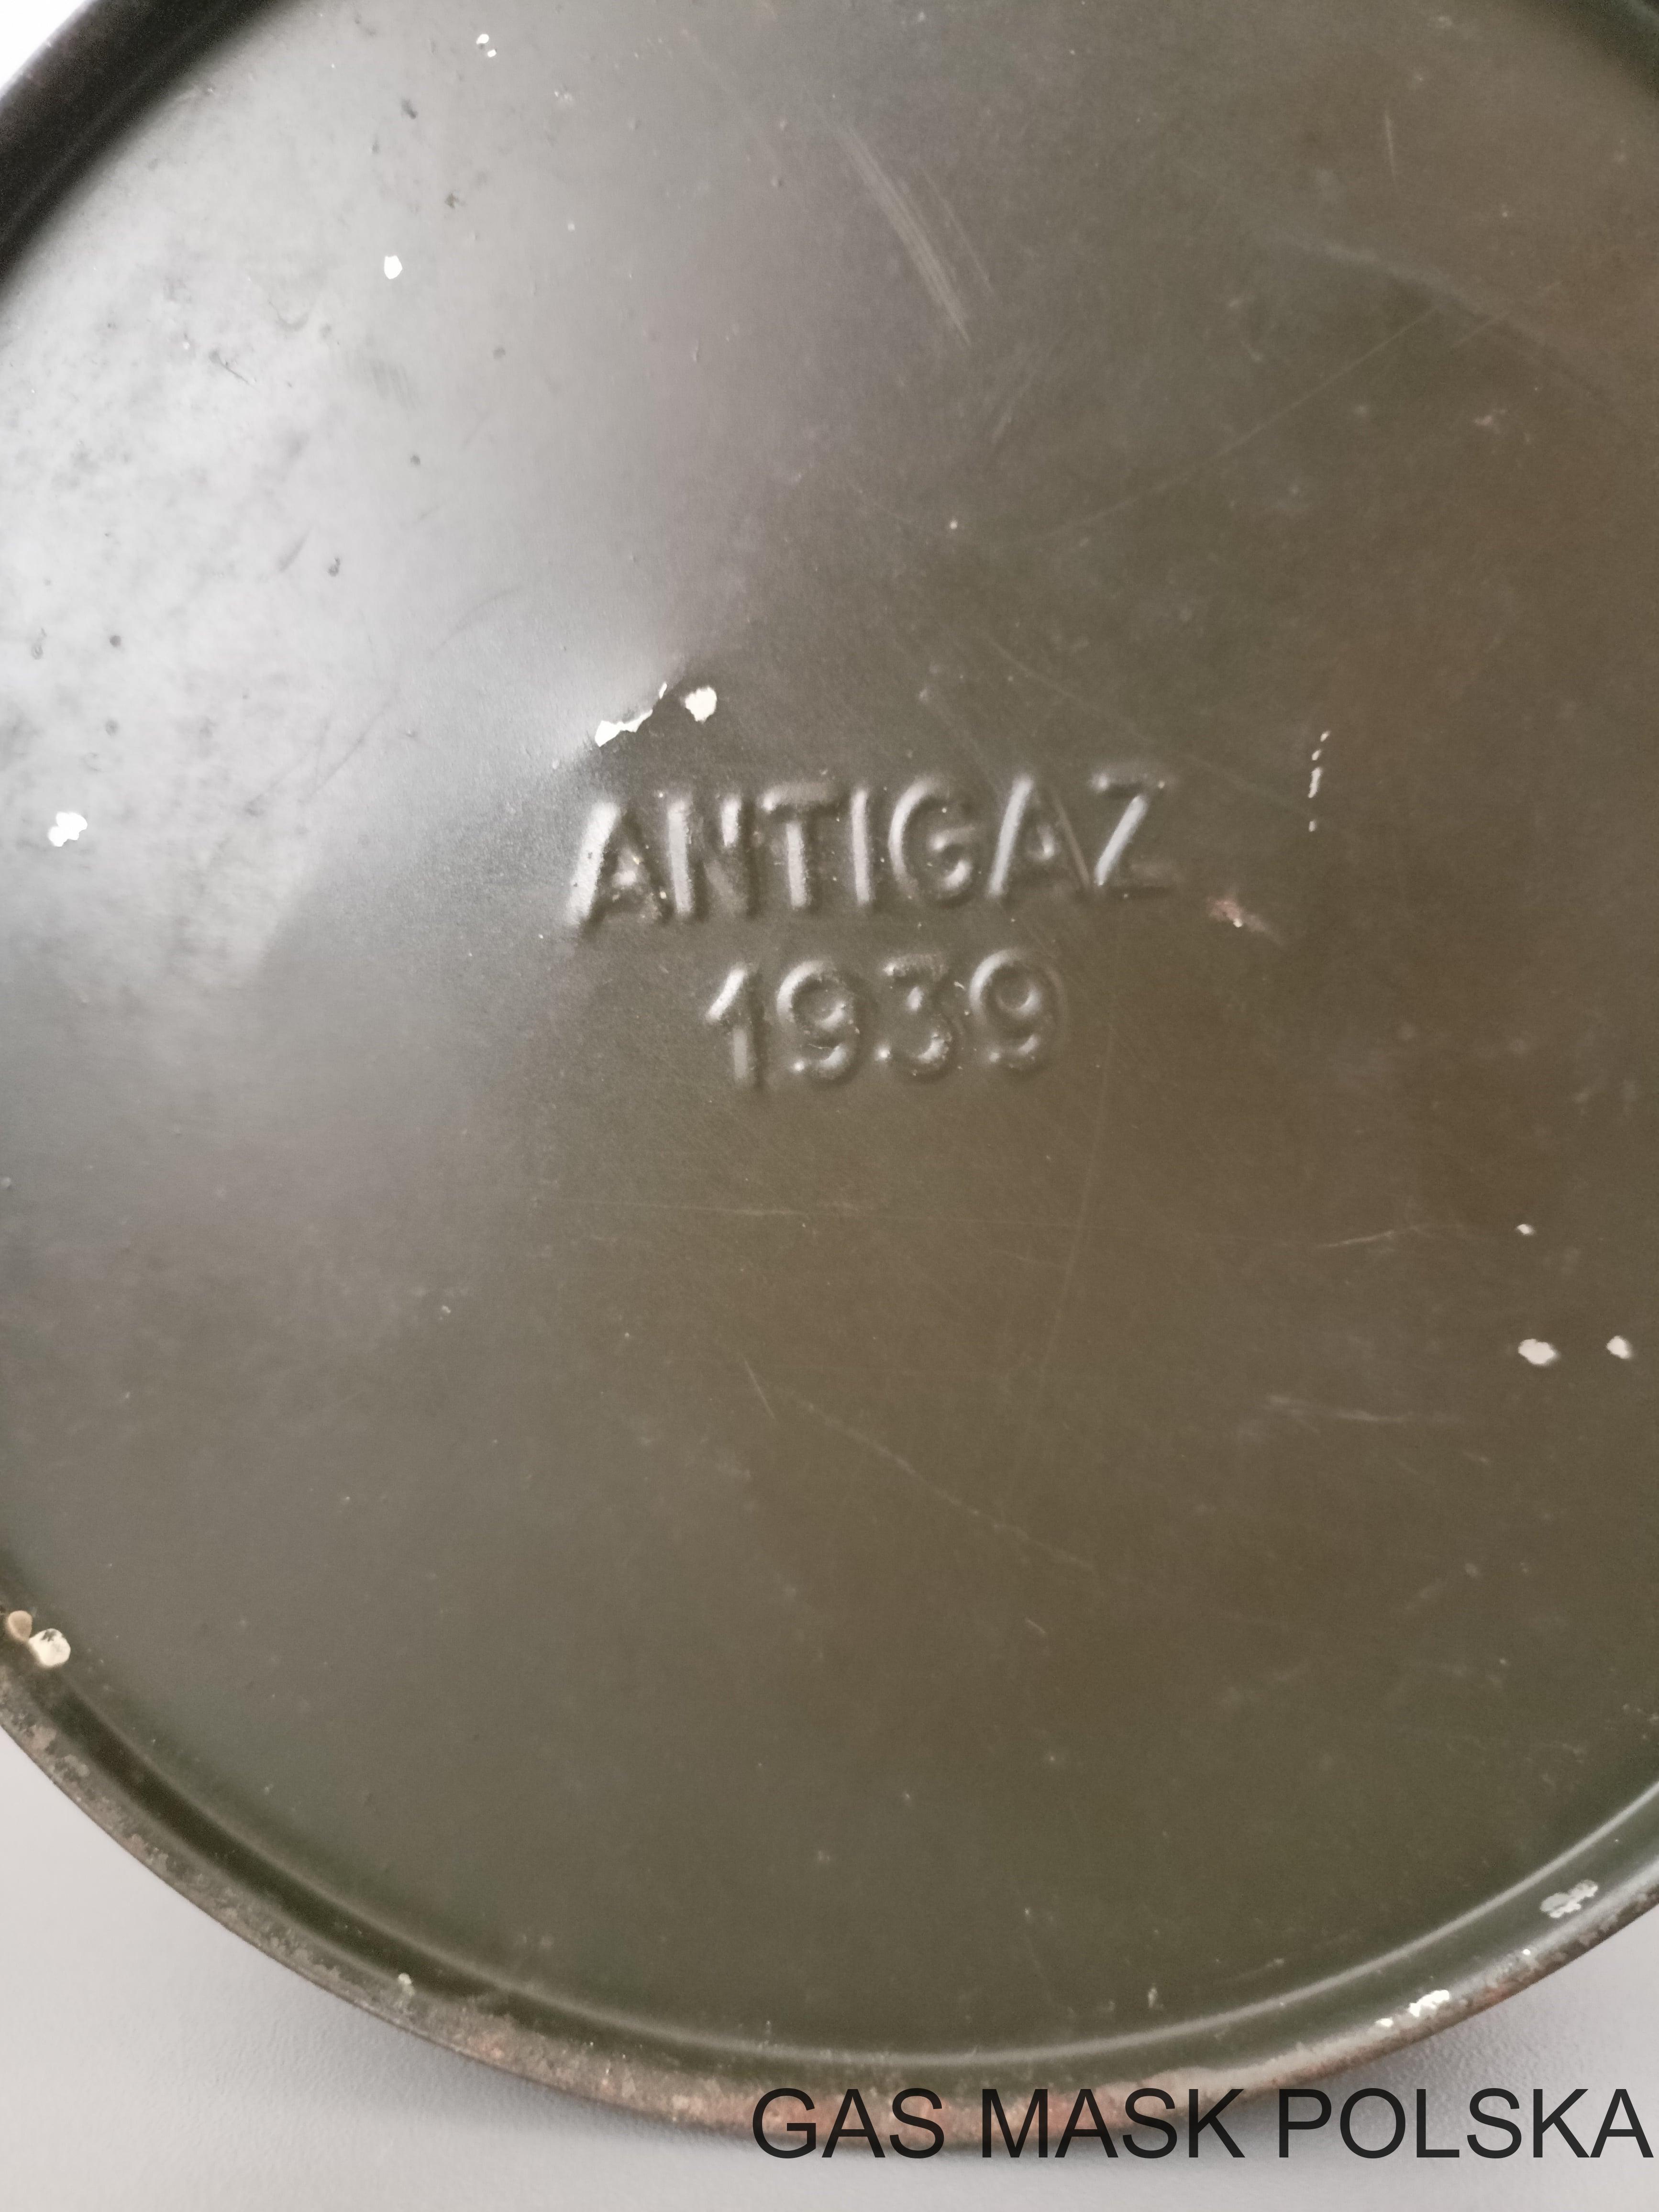 ANTIGAZ
1939
GAS MASK POLSKA